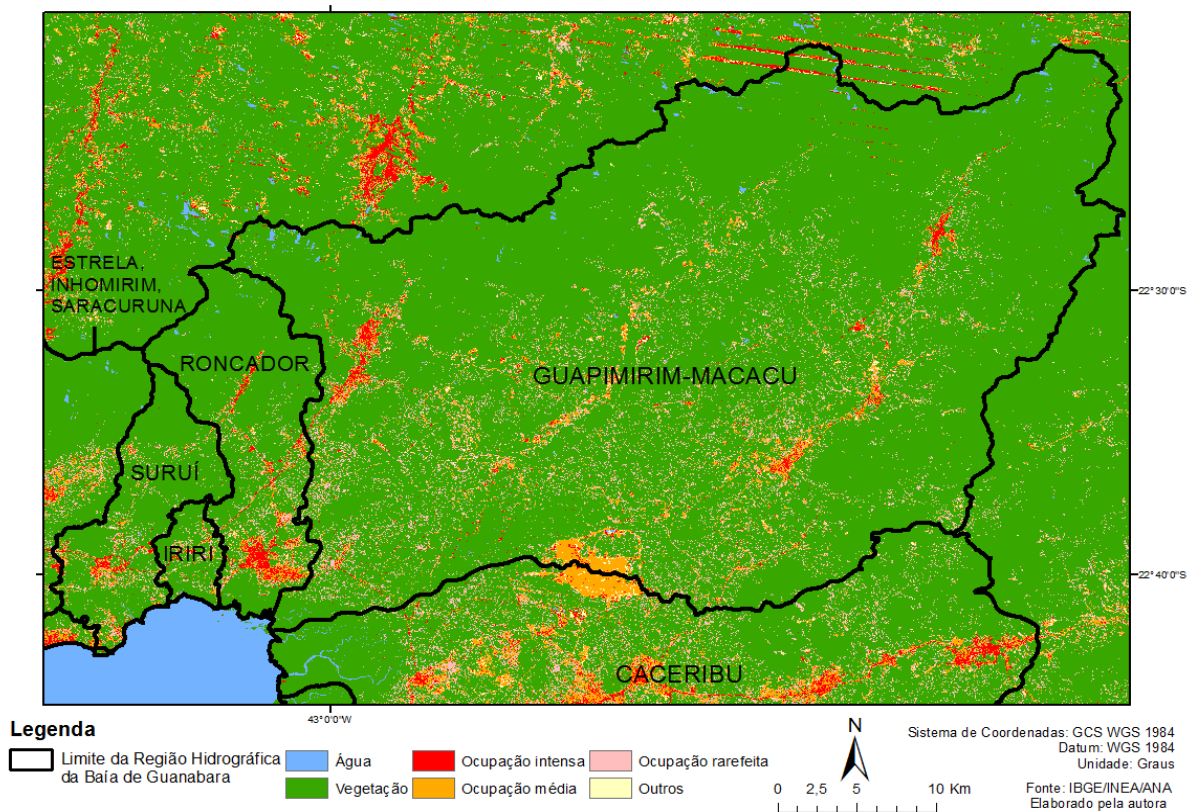 ESTRELA,
INHOMIRIM,
SARACURUNA
RONCADOR
GUAPIMIRIM-MACACU
SURUÍ
IRIRI
CACERIBU
22°30'0"S
22°40'0"S
43°0'0"W
Legenda
Limite da Região Hidrográfica
da Baía de Guanabara
Água
Vegetação
Ocupação intensa
Ocupação média
Ocupação rarefeita
Outros
N
0 2,5 5 10 Km
Sistema de Coordenadas: GCS WGS 1984
Datum: WGS 1984
Unidade: Graus
Fonte: IBGE/INEA/ANA
Elaborado pela autora